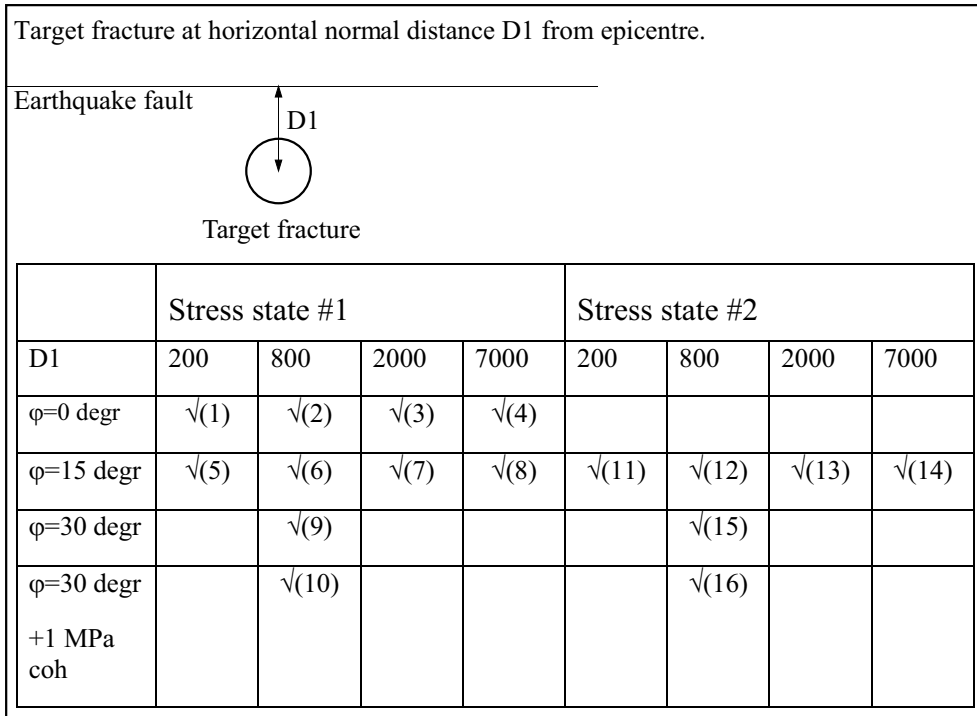 Target fracture at horizontal normal distance D1 from epicentre.
Earthquake fault
D1
Target fracture
Stress state #1 Stress state #2
D1 200 800 2000 7000 200 800 2000 7000
φ=0 degr √(1) √(2) √(3) √(4)
φ=15 degr √(5) √(6) √(7) √(8) √(11) √(12) √(13) √(14)
φ=30 degr √(9) √(15)
φ=30 degr √(10) √(16)
+1 MPa
coh